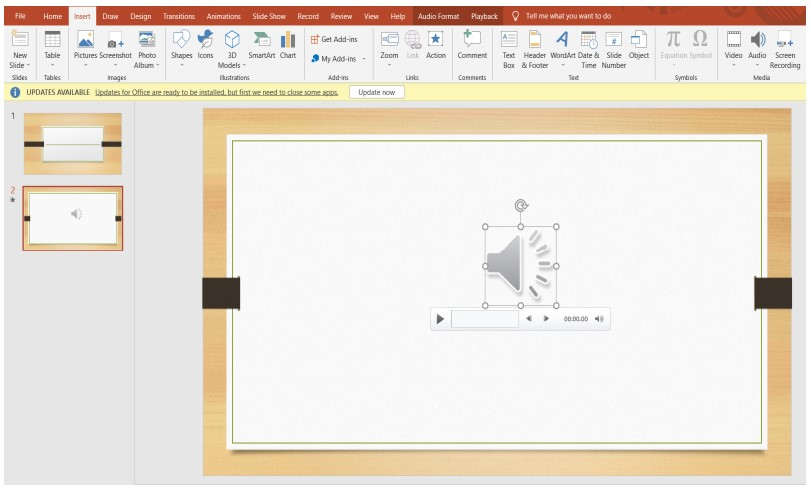 File Home Insert Draw Design Transitions Animations Slide Show Record Review View Help Audio Format Playback Tell me what you want to do
New Slide Table Pictures Screenshot Photo Album Shapes Icons 3D Models SmartArt Chart Get Add-ins My Add-ins Zoom Link Action Comment Text Box Header & Footer WordArt Date & Time Slide Number Object Equation Symbol Video Audio Screen Recording
Slides Tables Images Illustrations Add-ins Links Comments Text Symbols Media
UPDATES AVAILABLE Updates for Office are ready to be installed, but first we need to close some apps. Update now
1
2
00:00.00